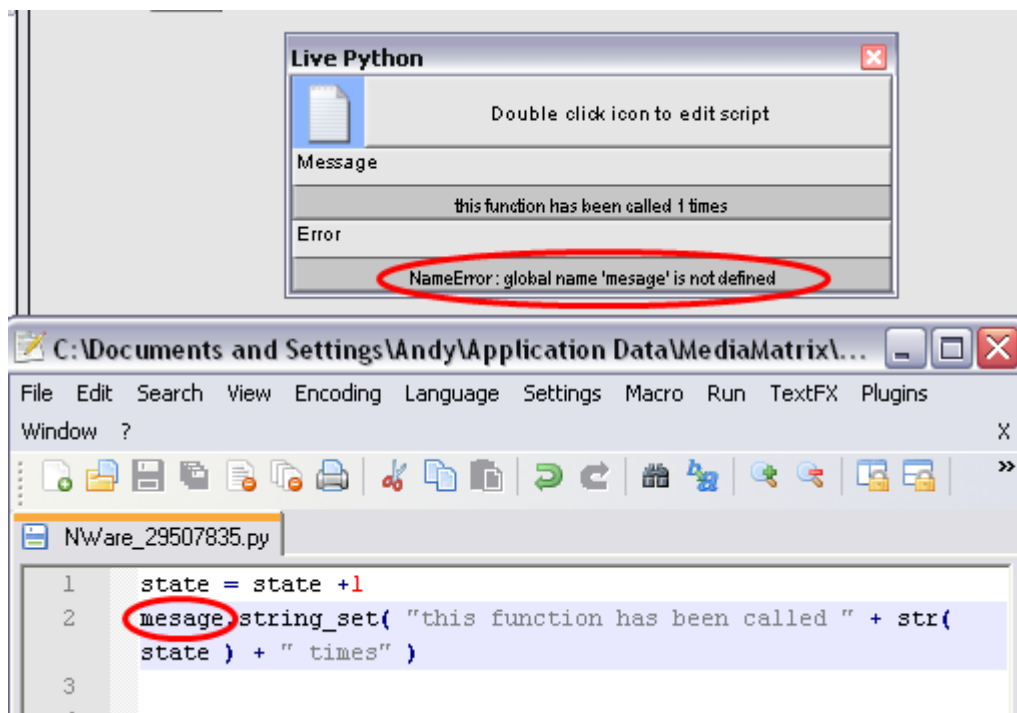 Live Python
Double click icon to edit script
Message
this function has been called 1 times
Error
NameError : global name 'mesage' is not defined
C:\Documents and Settings\Andy\Application Data\MediaMatrix\...
File Edit Search View Encoding Language Settings Macro Run TextFX Plugins
Window ? X
NWare_29507835.py
1 state = state +1
2 mesage.string_set( "this function has been called " + str(
state ) + " times" )
3